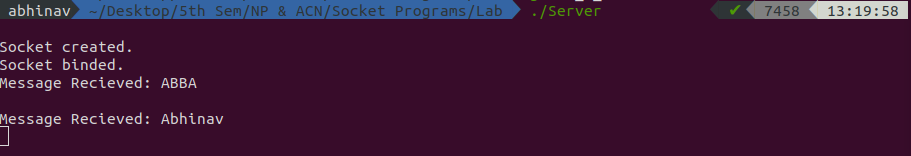 abhinav ~/Desktop/5th Sem/NP & ACN/Socket Programs/Lab ./Server ✔ 7458 13:19:58
Socket created.
Socket binded.
Message Recieved: ABBA
Message Recieved: Abhinav